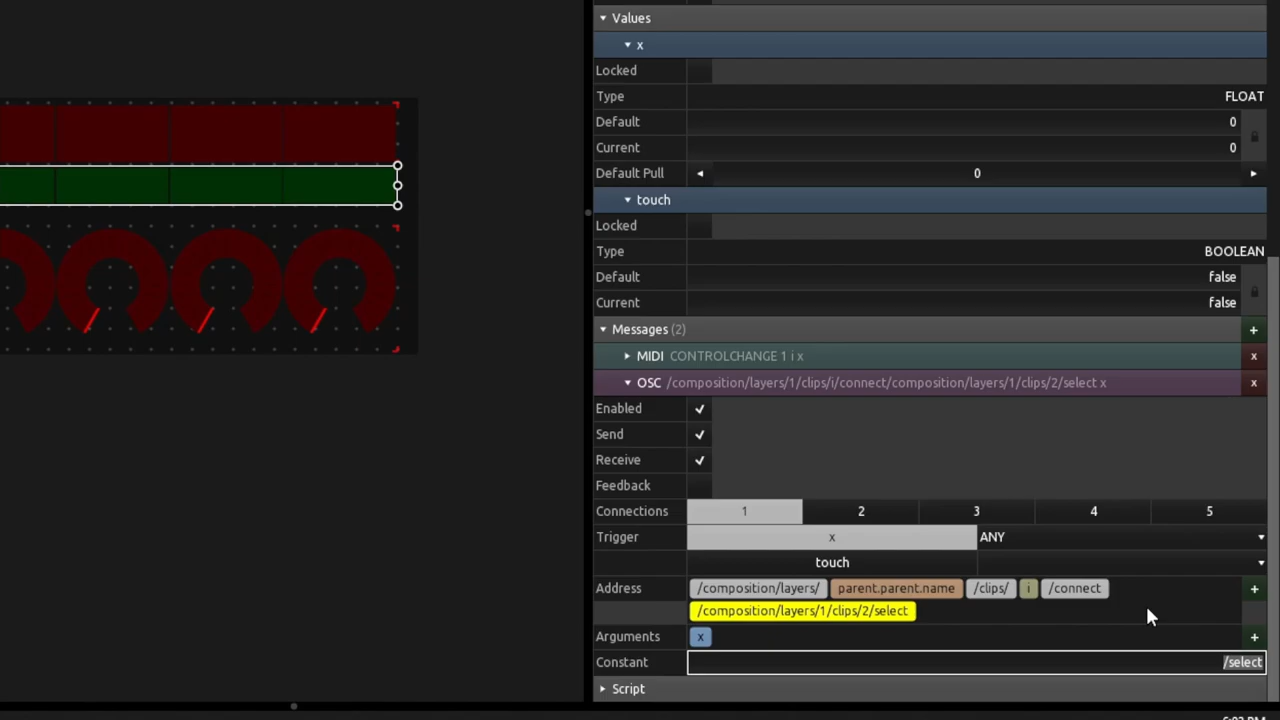 Values
x
Locked
Type FLOAT
Default 0
Current 0
Default Pull 0
touch
Locked
Type BOOLEAN
Default false
Current false
Messages (2) +
MIDI CONTROLCHANGE 1 i x x
OSC /composition/layers/1/clips/i/connect/composition/layers/1/clips/2/select x x
Enabled
Send
Receive
Feedback
Connections 1 2 3 4 5
Trigger x ANY
touch
Address /composition/layers/ parent.parent.name /clips/ i /connect +
/composition/layers/1/clips/2/select
Arguments x +
Constant /select
Script